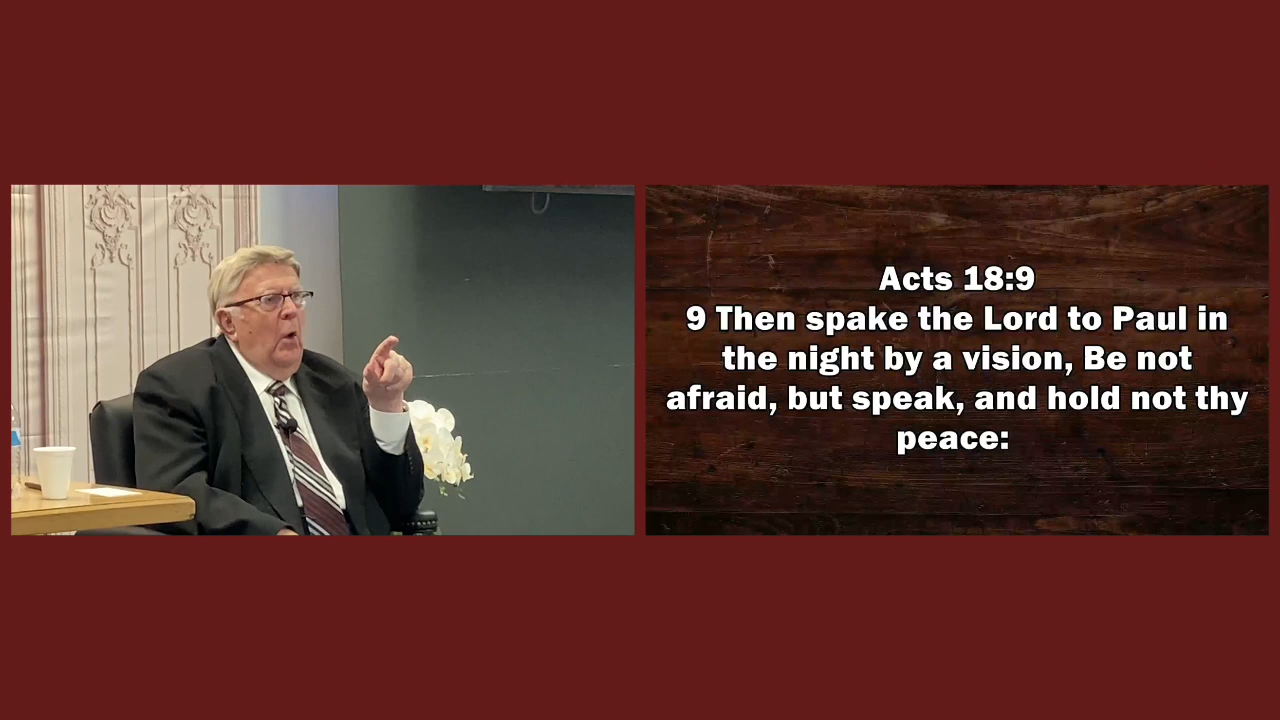 Acts 18:9
9 Then spake the Lord to Paul in
the night by a vision, Be not
afraid, but speak, and hold not thy
peace: